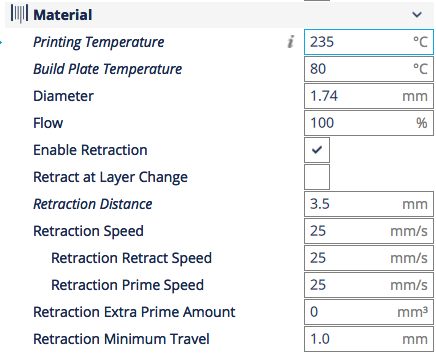 Material
Printing Temperature i 235 °C
Build Plate Temperature 80 °C
Diameter 1.74 mm
Flow 100 %
Enable Retraction
Retract at Layer Change
Retraction Distance 3.5 mm
Retraction Speed 25 mm/s
Retraction Retract Speed 25 mm/s
Retraction Prime Speed 25 mm/s
Retraction Extra Prime Amount 0 mm³
Retraction Minimum Travel 1.0 mm